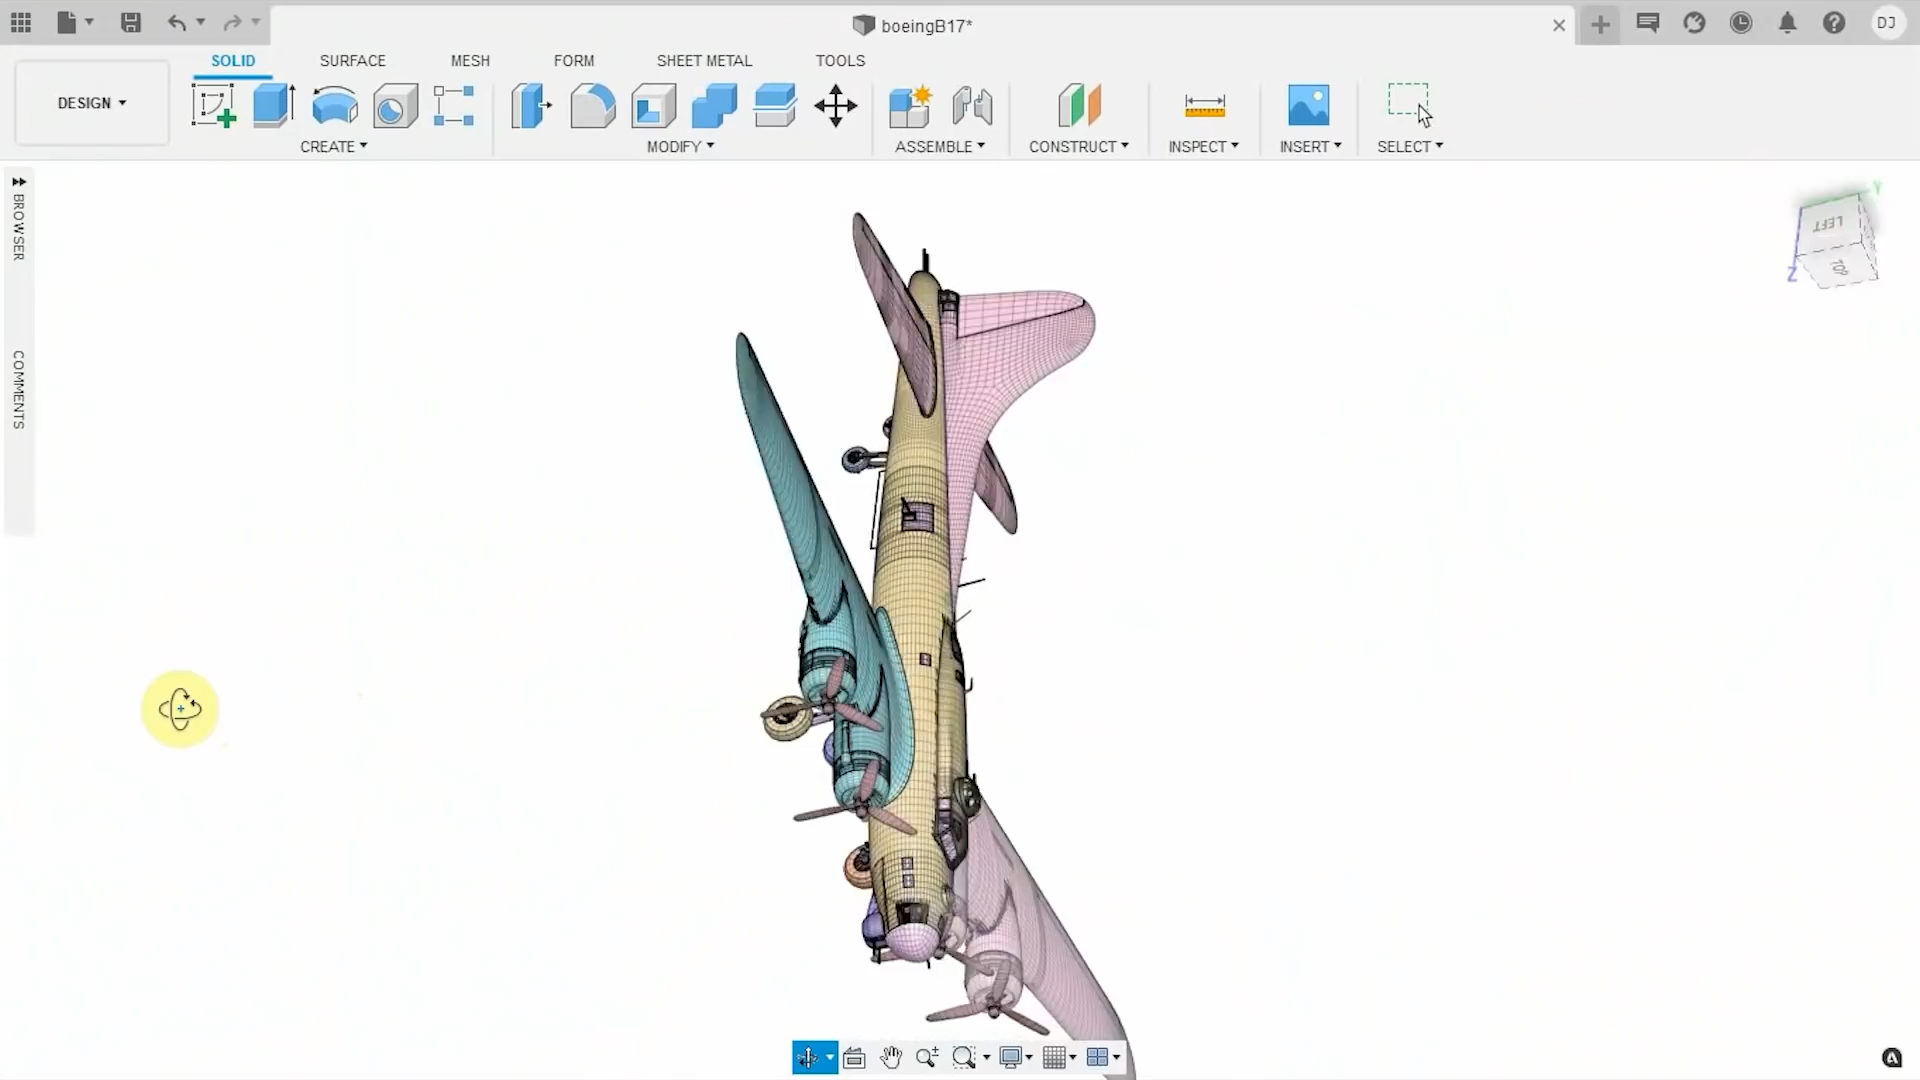 boeingB17*
DJ
DESIGN
SOLID
SURFACE
MESH
FORM
SHEET METAL
TOOLS
CREATE
MODIFY
ASSEMBLE
CONSTRUCT
INSPECT
INSERT
SELECT
BROWSER
COMMENTS
Y
LEFT
Z
TOP
A